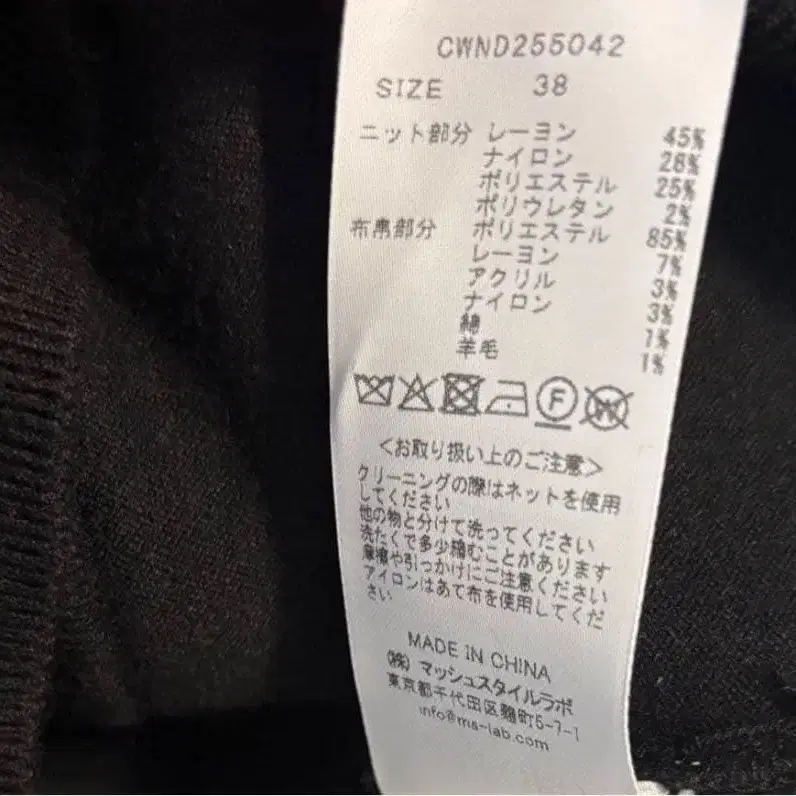 CWND255042
SIZE 38
ニット部分 レーヨン 45%
ナイロン 28%
ポリエステル 25%
ポリウレタン 2%
布帛部分 ポリエステル 85%
レーヨン 7%
アクリル 3%
ナイロン 3%
綿 1%
羊毛 1%
F W
<お取り扱い上のご注意>
クリーニングの際はネットを使用
してください
他の物と分けて洗ってください
洗たくで多少縮むことがあります
摩擦や引っかけにご注意ください
アイロンはあて布を使用してくだ
さい
MADE IN CHINA
(株) マッシュスタイルラボ
東京都千代田区麹町5-7-1
info@ms-lab.com